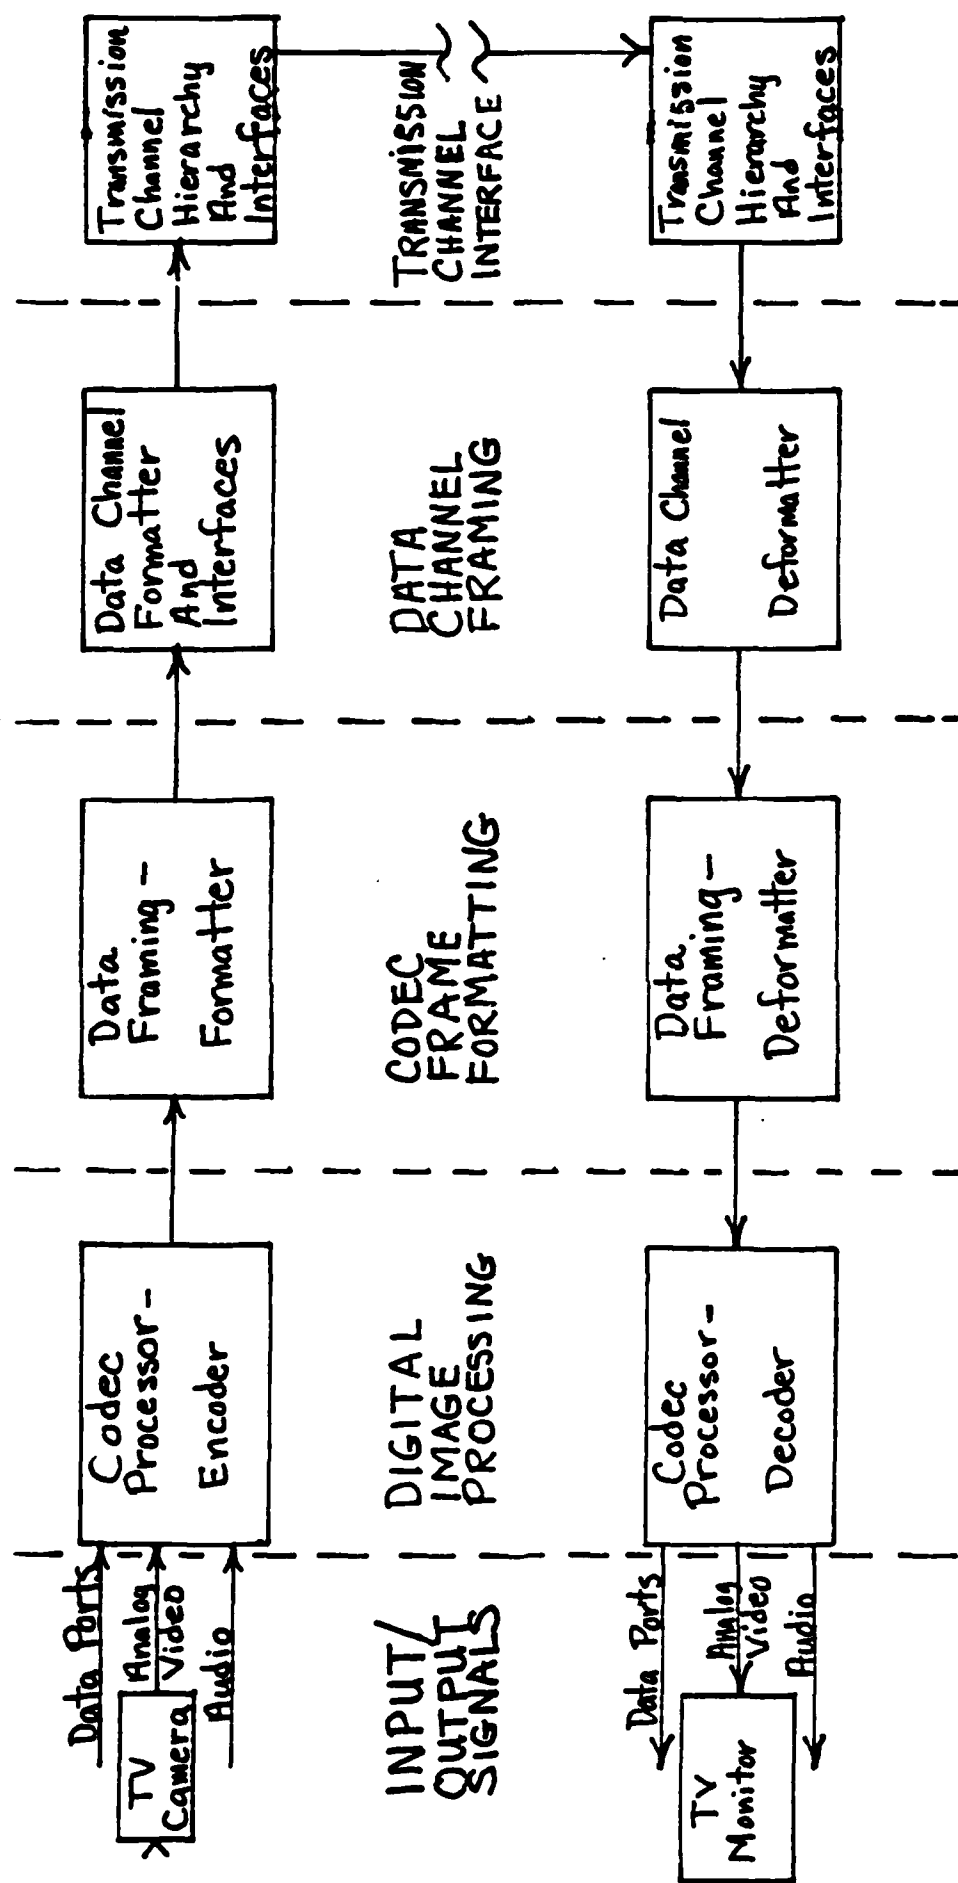 TV
Camera
Data Ports
Analog
Video
Audio
Codec
Processor-
Encoder
Data
Framing-
Formatter
Data Channel
Formatter
And
Interfaces
Transmission
Channel
Hierarchy
And
Interfaces
INPUT/
OUTPUT
SIGNALS
DIGITAL
IMAGE
PROCESSING
CODEC
FRAME
FORMATTING
DATA
CHANNEL
FRAMING
TRANSMISSION
CHANNEL
INTERFACE
TV
Monitor
Data Ports
Analog
Video
Audio
Codec
Processor-
Decoder
Data
Framing-
Deformatter
Data Channel
Deformatter
Transmission
Channel
Hierarchy
And
Interfaces